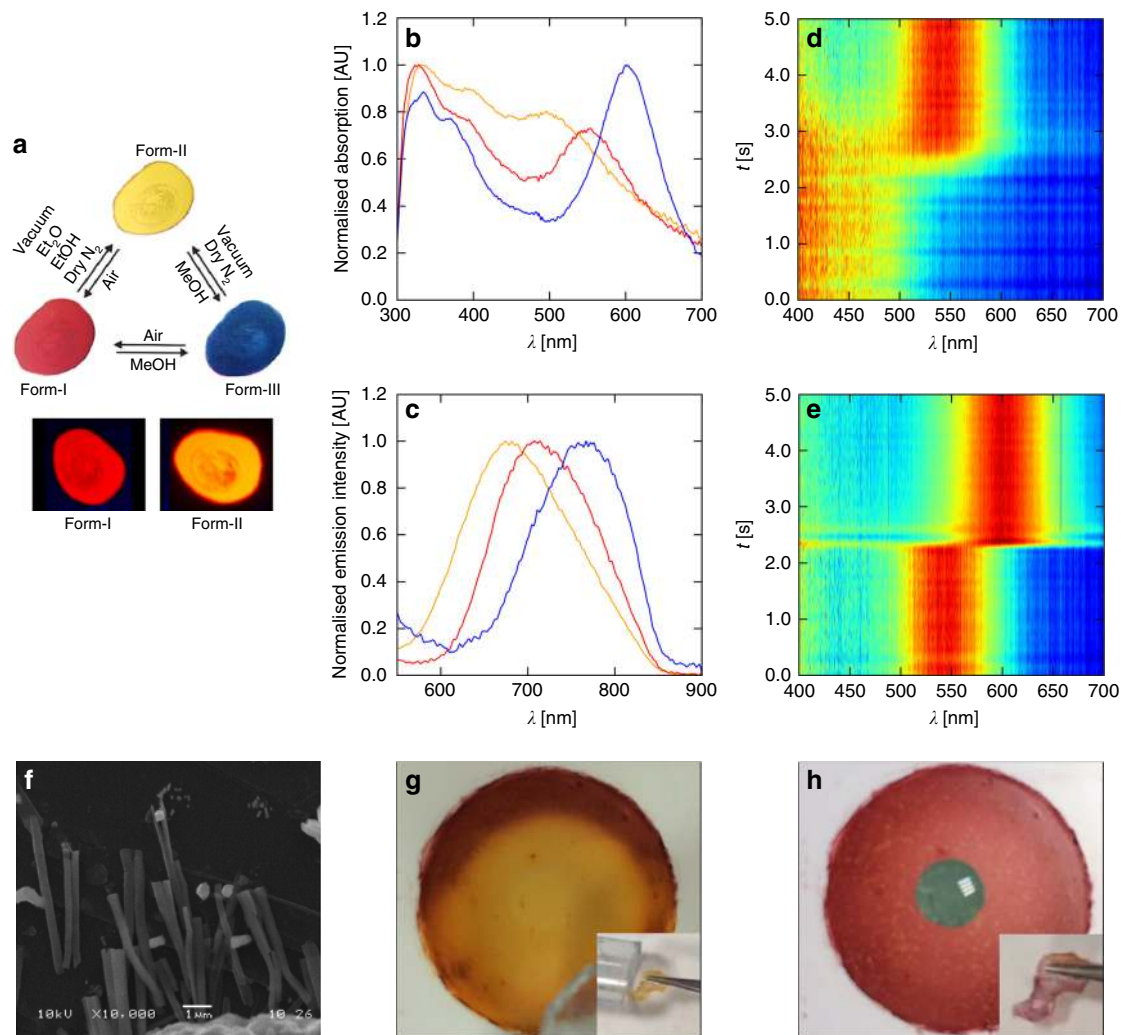 a
Form-II
Vacuum
Et₂O
EtOH
Dry N₂
Air
Vacuum
Dry N₂
MeOH
Air
MeOH
Form-I
Form-III
Form-I
Form-II
b
Normalised absorption [AU]
1.2
1.0
0.8
0.6
0.4
0.2
0.0
300 400 500 600 700
λ [nm]
c
Normalised emission intensity [AU]
1.2
1.0
0.8
0.6
0.4
0.2
0.0
600 700 800 900
λ [nm]
d
t [s]
5.0
4.0
3.0
2.0
1.0
0.0
400 450 500 550 600 650 700
λ [nm]
e
t [s]
5.0
4.0
3.0
2.0
1.0
0.0
400 450 500 550 600 650 700
λ [nm]
f
10kV X10,000 1μm 10 26
g
h